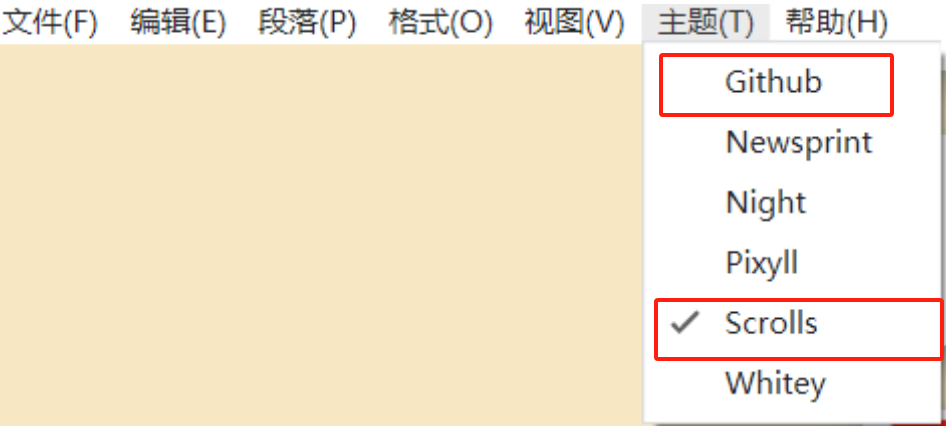 文件(F) 编辑(E) 段落(P) 格式(O) 视图(V) 主题(T) 帮助(H)
Github
Newsprint
Night
Pixyll
Scrolls
Whitey